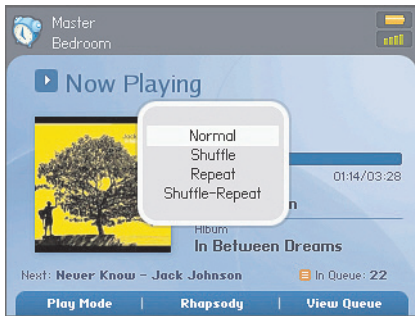 Master
Bedroom
Now Playing
Normal
Shuffle
Repeat
Shuffle-Repeat
01:14/03:28
n
Album
In Between Dreams
Next: Never Know - Jack Johnson
In Queue: 22
Play Mode | Rhapsody | View Queue